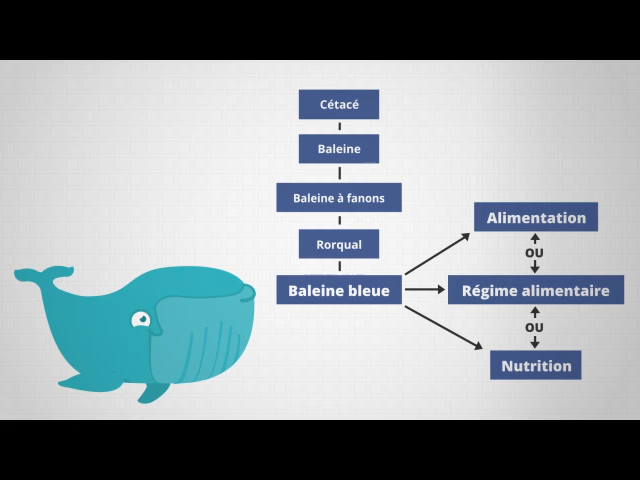 Cétacé
Baleine
Baleine à fanons
Rorqual
Baleine bleue
Alimentation
OU
Régime alimentaire
OU
Nutrition